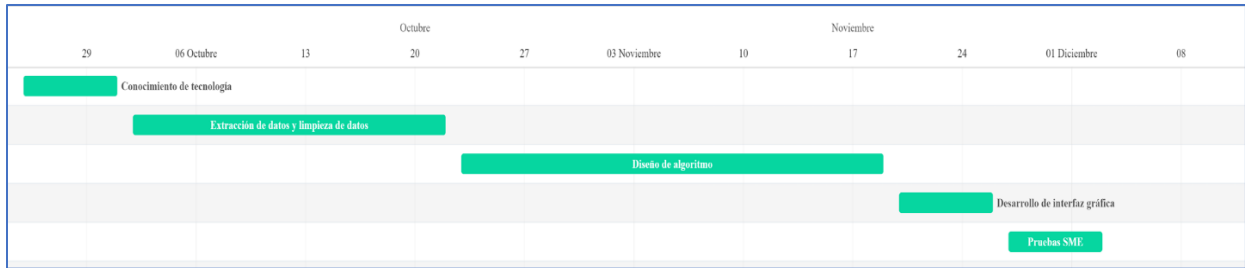 Octubre Noviembre
29 06 Octubre 13 20 27 03 Noviembre 10 17 24 01 Diciembre 08
Conocimiento de tecnología
Extracción de datos y limpieza de datos
Diseño de algoritmo
Desarrollo de interfaz gráfica
Pruebas SME